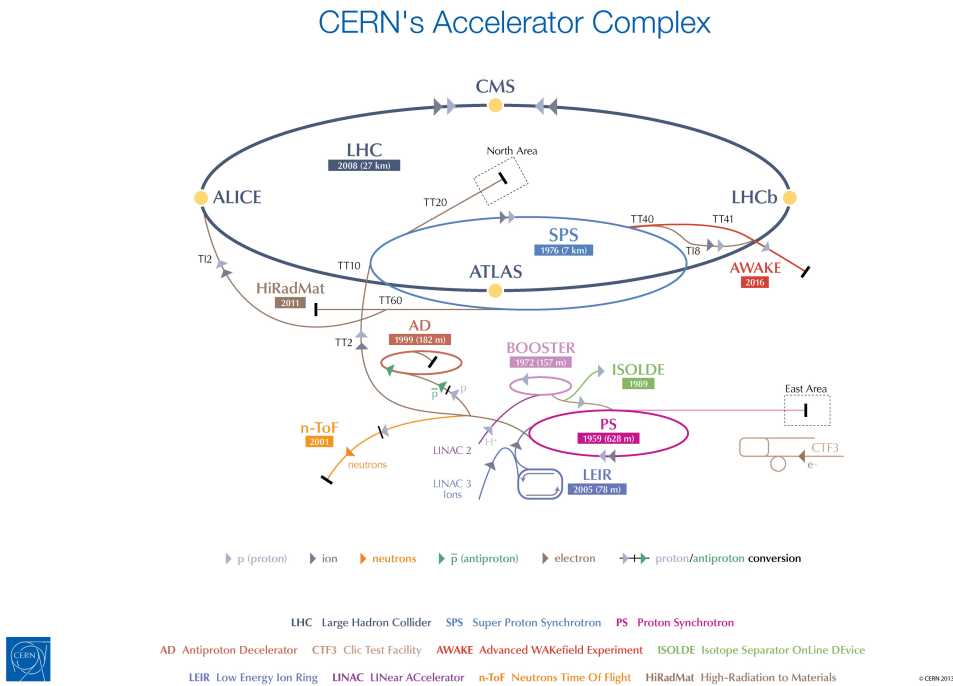 CERN's Accelerator Complex
CMS
LHC
2008 (27 km)
North Area
ALICE
LHCb
TT20
TT40
TT41
SPS
1976 (7 km)
TI8
TI2
TT10
ATLAS
AWAKE
2016
HiRadMat
2011
TT60
AD
1999 (182 m)
TT2
BOOSTER
1972 (157 m)
ISOLDE
1989
p̅
p
East Area
n-ToF
2001
PS
1959 (628 m)
H⁺
LINAC 2
neutrons
CTF3
e⁻
LINAC 3
Ions
LEIR
2005 (78 m)
p (proton)
ion
neutrons
p̅ (antiproton)
electron
proton/antiproton conversion
LHC Large Hadron Collider SPS Super Proton Synchrotron PS Proton Synchrotron
AD Antiproton Decelerator CTF3 Clic Test Facility AWAKE Advanced WAKefield Experiment ISOLDE Isotope Separator OnLine DEvice
LEIR Low Energy Ion Ring LINAC LINear ACcelerator n-ToF Neutrons Time Of Flight HiRadMat High-Radiation to Materials
CERN
© CERN 2013